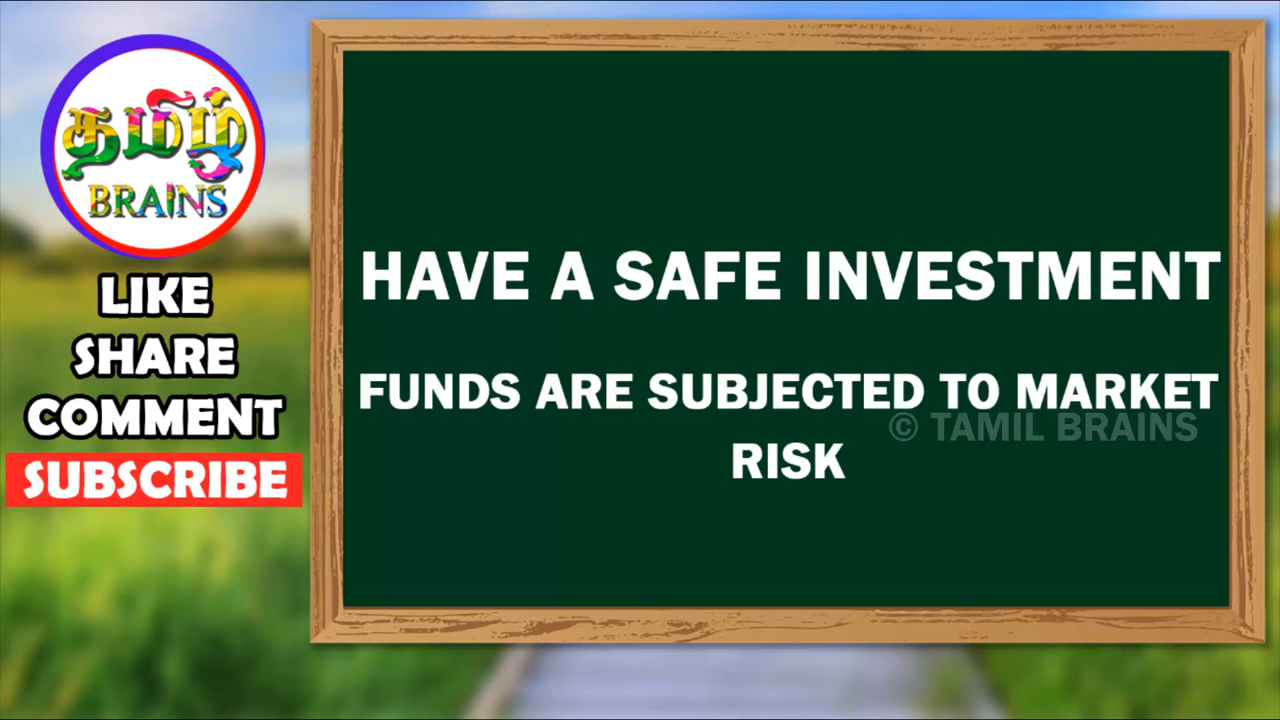 தமிழ்
BRAINS
LIKE
SHARE
COMMENT
SUBSCRIBE
HAVE A SAFE INVESTMENT
FUNDS ARE SUBJECTED TO MARKET
© TAMIL BRAINS
RISK